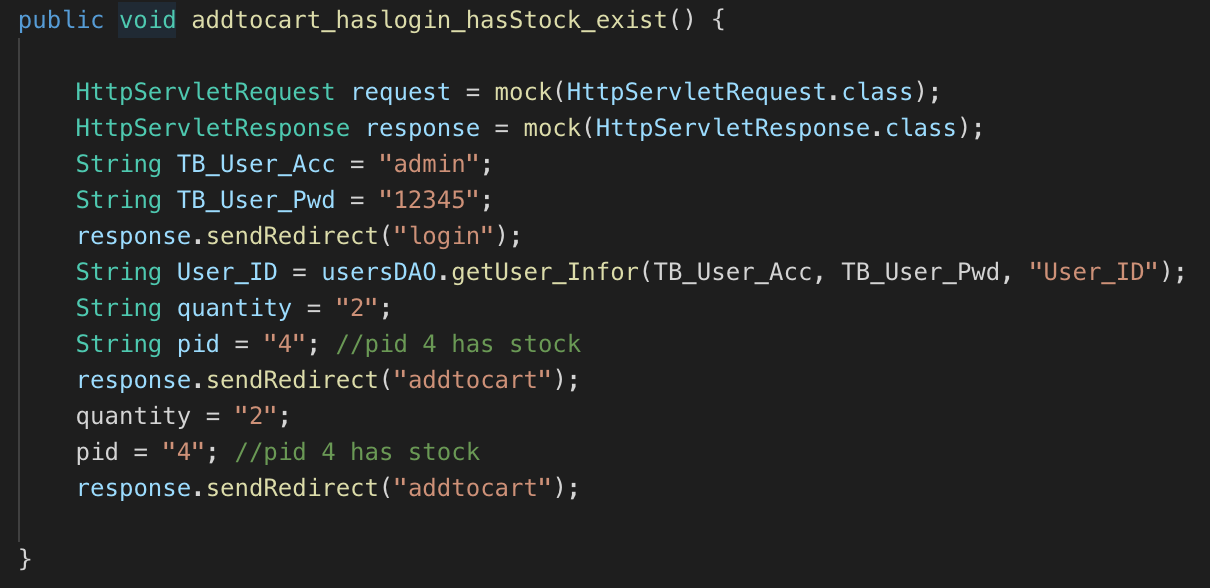 public void addtocart_haslogin_hasStock_exist() {
HttpServletRequest request = mock(HttpServletRequest.class);
HttpServletResponse response = mock(HttpServletResponse.class);
String TB_User_Acc = "admin";
String TB_User_Pwd = "12345";
response.sendRedirect("login");
String User_ID = usersDAO.getUser_Infor(TB_User_Acc, TB_User_Pwd, "User_ID");
String quantity = "2";
String pid = "4"; //pid 4 has stock
response.sendRedirect("addtocart");
quantity = "2";
pid = "4"; //pid 4 has stock
response.sendRedirect("addtocart");
}